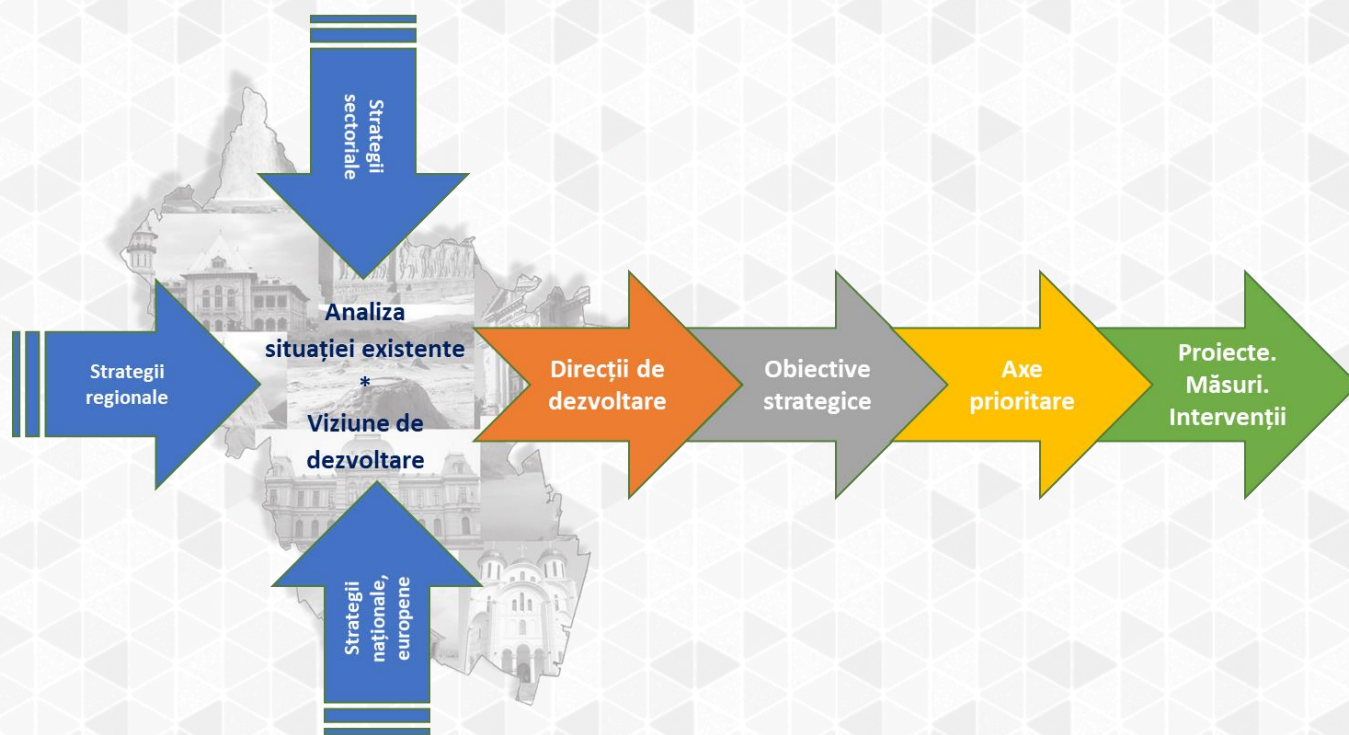 Strategii
sectoriale
Strategii
regionale
Analiza
situației existente
*
Viziune de
dezvoltare
Strategii
naționale,
europene
Direcții de
dezvoltare
Obiective
strategice
Axe
prioritare
Proiecte.
Măsuri.
Intervenții